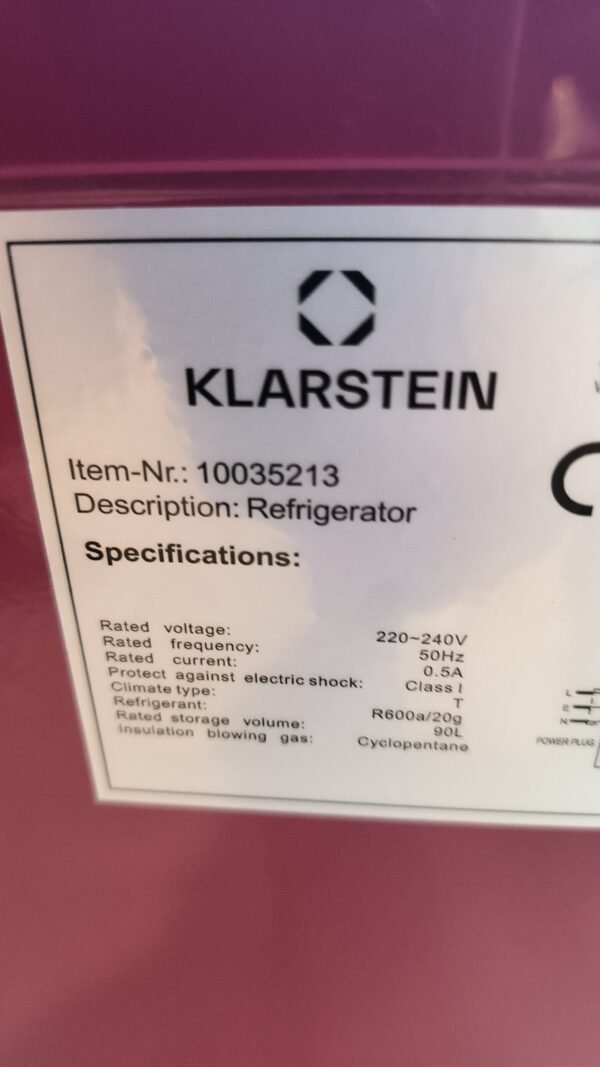 KLARSTEIN
Item-Nr.: 10035213
Description: Refrigerator
Specifications:
Rated voltage: 220~240V
Rated frequency: 50Hz
Rated current: 0.5A
Protect against electric shock: Class I
Climate type: T
Refrigerant: R600a/20g
Rated storage volume: 90L
Insulation blowing gas: Cyclopentane
L
E
N
POWER PLUG